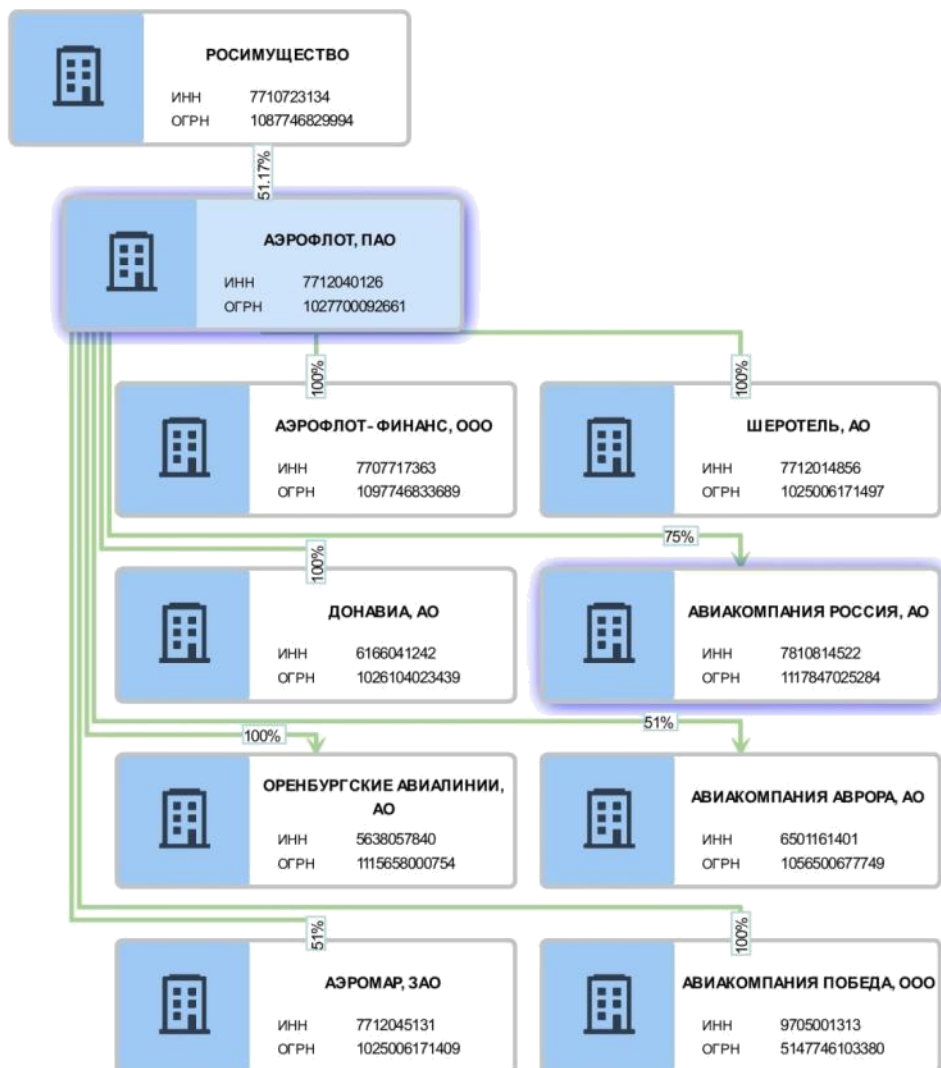 РОСИМУЩЕСТВО
ИНН 7710723134
ОГРН 1087746829994
51.17%
АЭРОФЛОТ, ПАО
ИНН 7712040126
ОГРН 1027700092661
100%
100%
АЭРОФЛОТ- ФИНАНС, ООО
ИНН 7707717363
ОГРН 1097746833689
ШЕРОТЕЛЬ, АО
ИНН 7712014856
ОГРН 1025006171497
100%
75%
ДОНАВИА, АО
ИНН 6166041242
ОГРН 1026104023439
АВИАКОМПАНИЯ РОССИЯ, АО
ИНН 7810814522
ОГРН 1117847025284
100%
51%
ОРЕНБУРГСКИЕ АВИАЛИНИИ,
АО
ИНН 5638057840
ОГРН 1115658000754
АВИАКОМПАНИЯ АВРОРА, АО
ИНН 6501161401
ОГРН 1056500677749
51%
100%
АЭРОМАР, ЗАО
ИНН 7712045131
ОГРН 1025006171409
АВИАКОМПАНИЯ ПОБЕДА, ООО
ИНН 9705001313
ОГРН 5147746103380